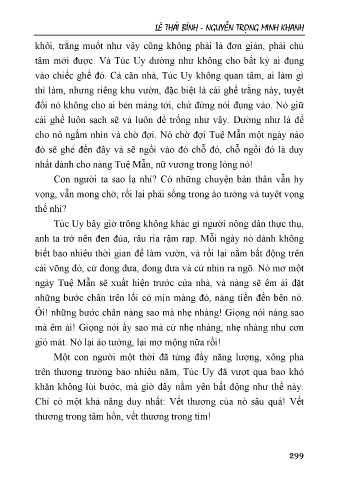 LÊ THÁI BÌNH - NGUYỄN TRỌNG MINH KHANH
khôi, trắng muốt như vậy cũng không phải là đơn giản, phải chú
tâm mới được. Và Túc Uy dường như không cho bất kỳ ai đụng
vào chiếc ghế đó. Cả căn nhà, Túc Uy không quan tâm, ai làm gì
thì làm, nhưng riêng khu vườn, đặc biệt là cái ghế trắng này, tuyệt
đối nó không cho ai bén mảng tới, chứ đừng nói đụng vào. Nó giữ
cái ghế luôn sạch sẽ và luôn để trống như vậy. Dường như là để
cho nó ngắm nhìn và chờ đợi. Nó chờ đợi Tuệ Mẫn một ngày nào
đó sẽ ghé đến đây và sẽ ngồi vào đó chỗ đó, chỗ ngồi đó là duy
nhất dành cho nàng Tuệ Mẫn, nữ vương trong lòng nó!
Con người ta sao lạ nhỉ? Có những chuyện bản thân vẫn hy
vọng, vẫn mong chờ, rồi lại phải sống trong ảo tưởng và tuyệt vọng
thế nhỉ?
Túc Uy bây giờ trông không khác gì người nông dân thực thụ,
anh ta trở nên đen đúa, râu ria rậm rạp. Mỗi ngày nó dành không
biết bao nhiêu thời gian để làm vườn, và rồi lại nằm bất động trên
cái võng đó, cứ đong đưa, đong đưa và cứ nhìn ra ngõ. Nó mơ một
ngày Tuệ Mẫn sẽ xuất hiện trước cửa nhà, và nàng sẽ êm ái đặt
những bước chân trên lối cỏ mịn màng đó, nàng tiến đến bên nó.
Ôi! những bước chân nàng sao mà nhẹ nhàng! Giọng nói nàng sao
mà êm ái! Giọng nói ấy sao mà cứ nhẹ nhàng, nhẹ nhàng như cơn
gió mát. Nó lại ảo tưởng, lại mơ mộng nữa rồi!
Một con người một thời đã từng đầy năng lượng, xông pha
trên thương trường bao nhiêu năm, Túc Uy đã vượt qua bao khó
khăn không lùi bước, mà giờ đây nằm yên bất động như thế này.
Chỉ có một khả năng duy nhất: Vết thương của nó sâu quá! Vết
thương trong tâm hồn, vết thương trong tim!
299